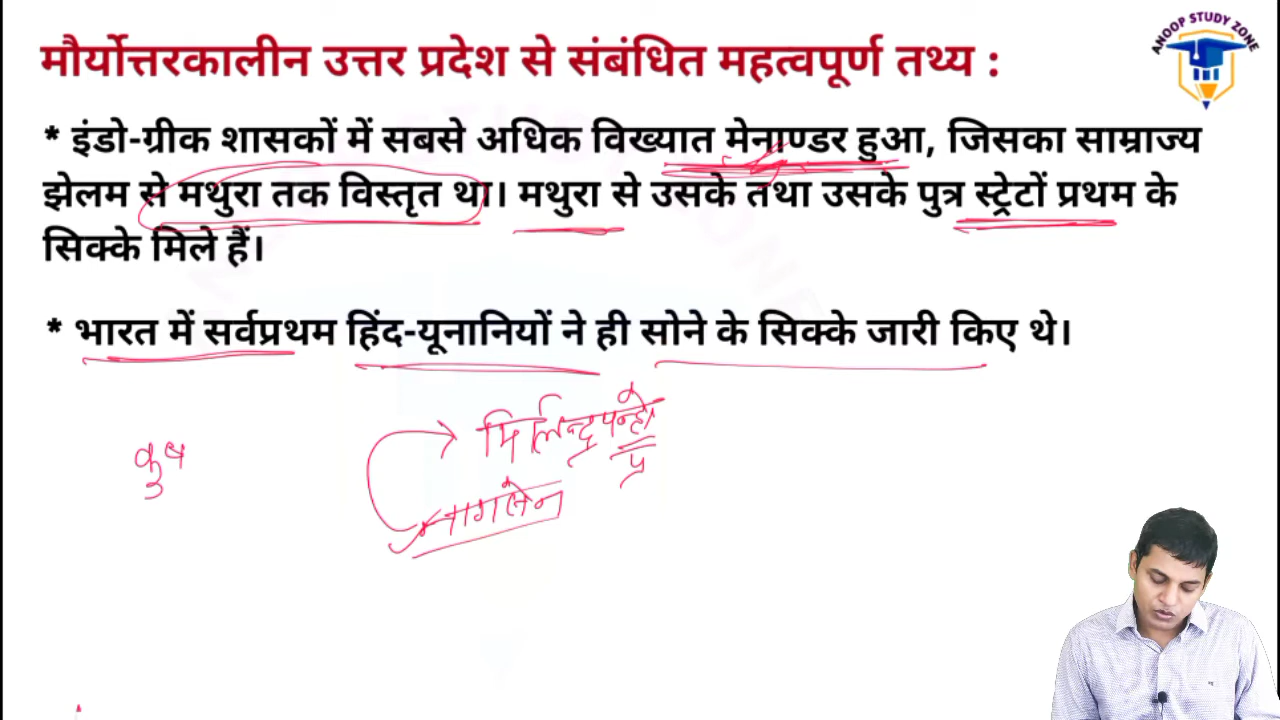 मौर्योत्तरकालीन उत्तर प्रदेश से संबंधित महत्वपूर्ण तथ्य :
ANOOP STUDY ZONE
* इंडो-ग्रीक शासकों में सबसे अधिक विख्यात मेनाण्डर हुआ, जिसका साम्राज्य
झेलम से मथुरा तक विस्तृत था। मथुरा से उसके तथा उसके पुत्र स्ट्रेटों प्रथम के
सिक्के मिले हैं।
* भारत में सर्वप्रथम हिंद-यूनानियों ने ही सोने के सिक्के जारी किए थे।
मिलिन्द्रपन्हो
प्र
कुष
नागसेन